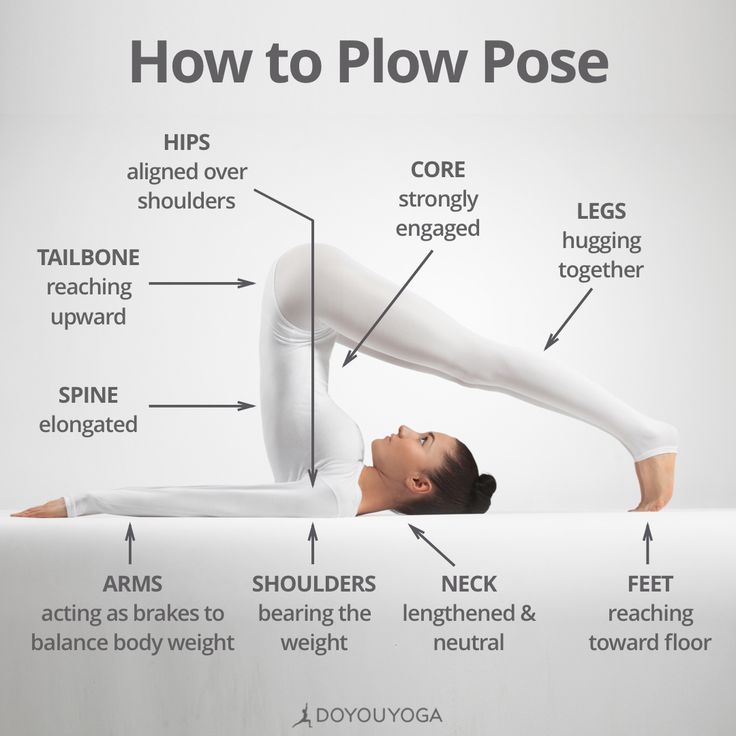 How to Plow Pose
HIPS
aligned over
shoulders
CORE
strongly
engaged
LEGS
hugging
together
TAILBONE
reaching
upward
SPINE
elongated
ARMS
acting as brakes to
balance body weight
SHOULDERS
bearing the
weight
NECK
lengthened &
neutral
FEET
reaching
toward floor
DOYOUYOGA